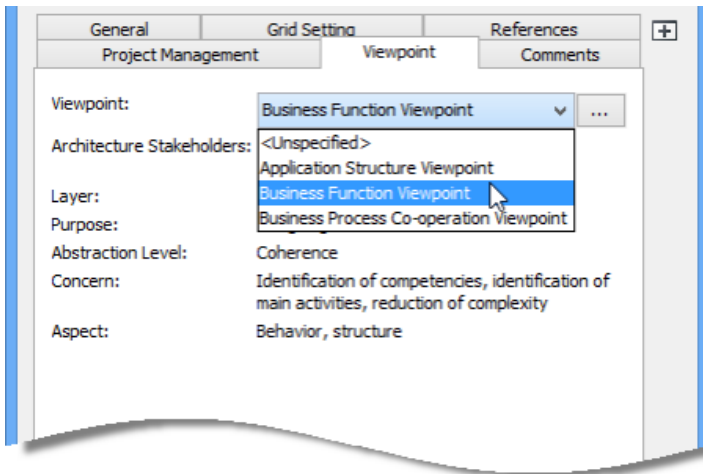 General Grid Setting References
Project Management Viewpoint Comments
Viewpoint: Business Function Viewpoint ...
Architecture Stakeholders: <Unspecified>
Application Structure Viewpoint
Layer: Business Function Viewpoint
Purpose: Business Process Co-operation Viewpoint
Abstraction Level: Coherence
Concern: Identification of competencies, identification of
main activities, reduction of complexity
Aspect: Behavior, structure